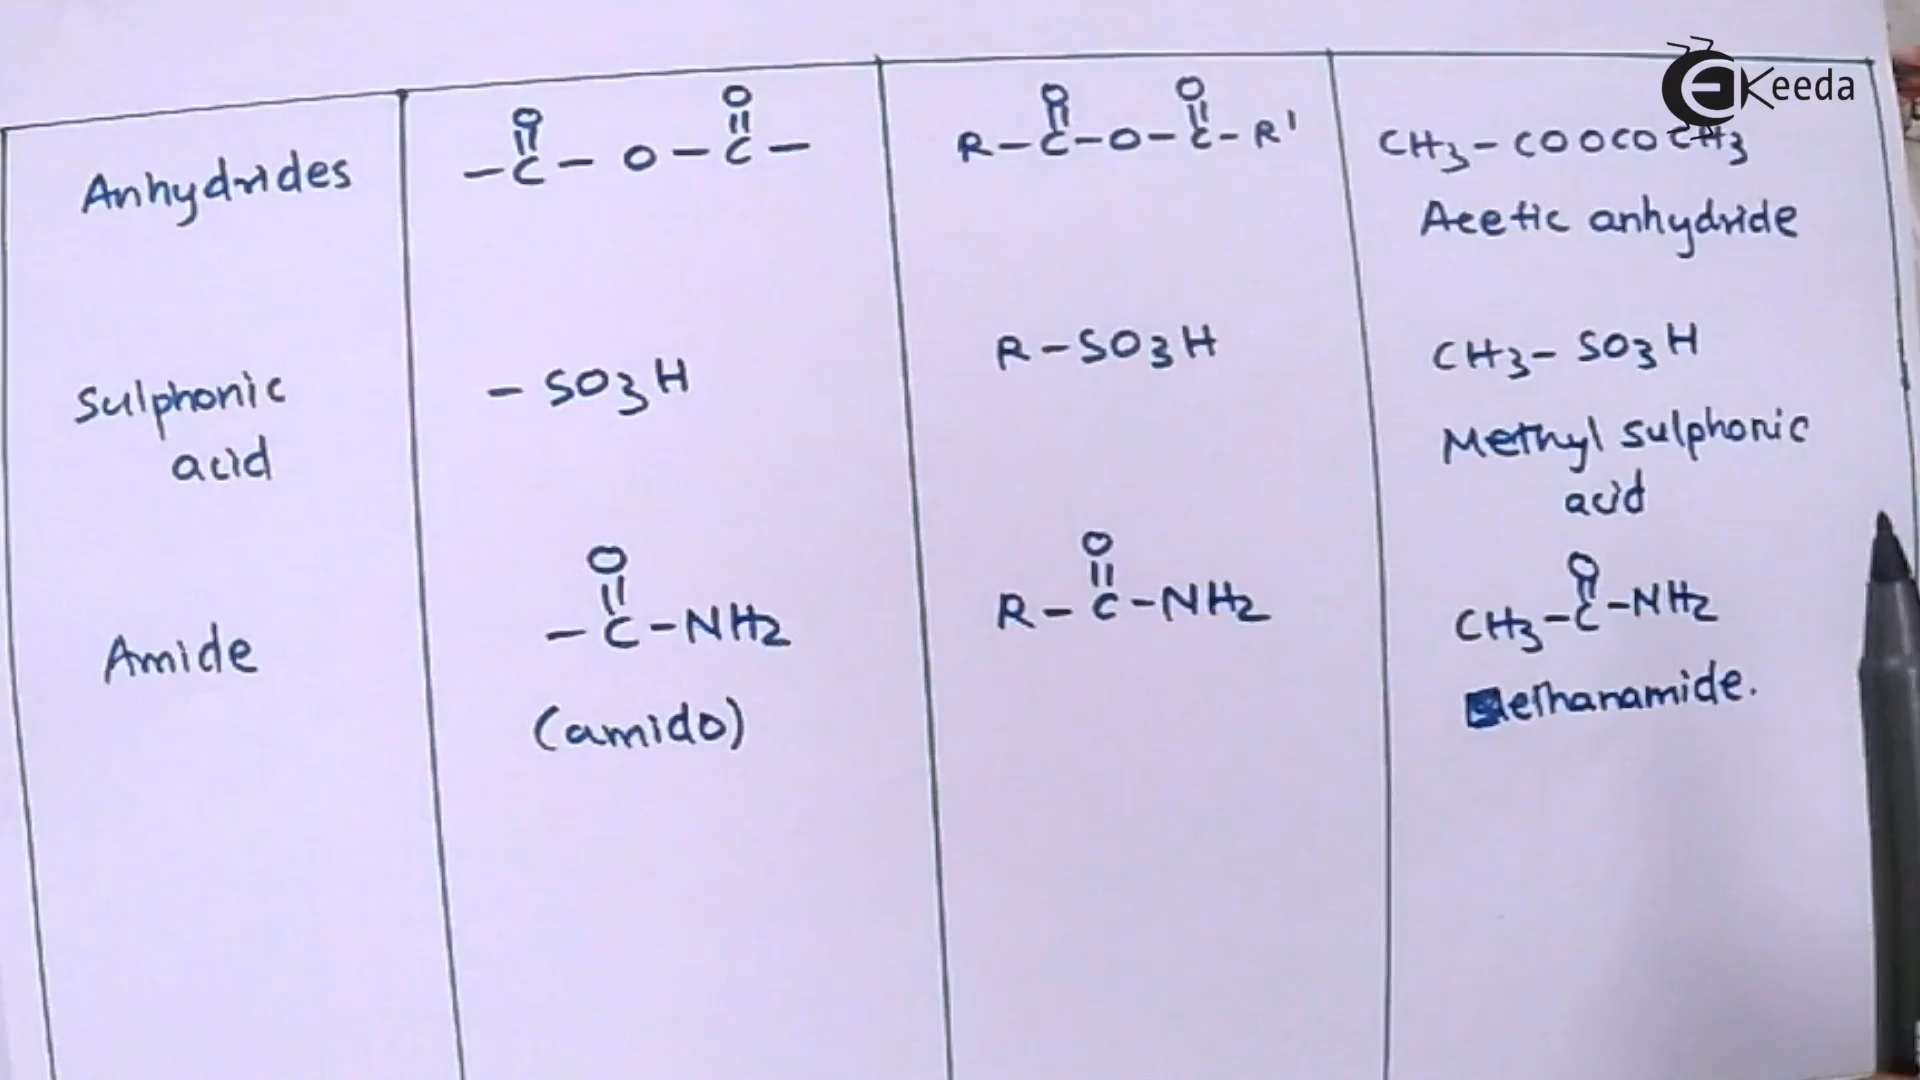 EKeeda
Anhydrides
O O
|| ||
–C – O – C –
O O
|| ||
R–C–O–C–R'
CH3–COOCOCH3
Acetic anhydride
Sulphonic
acid
– SO3H
R–SO3H
CH3– SO3H
Methyl sulphonic
acid
Amide
O
||
– C–NH2
(amido)
O
||
R– C–NH2
O
||
CH3–C–NH2
ethanamide.